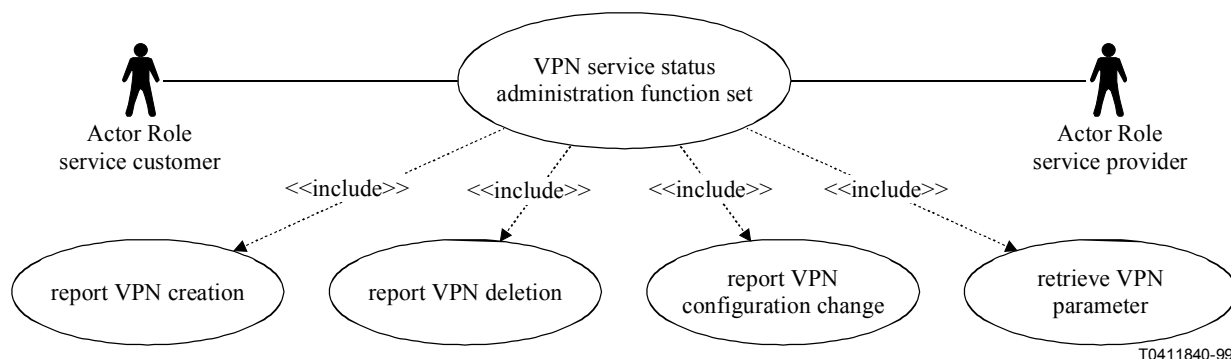 VPN service status
administration function set
Actor Role
service customer
Actor Role
service provider
<<include>>
<<include>>
<<include>>
<<include>>
report VPN creation
report VPN deletion
report VPN
configuration change
retrieve VPN
parameter
T0411840-99